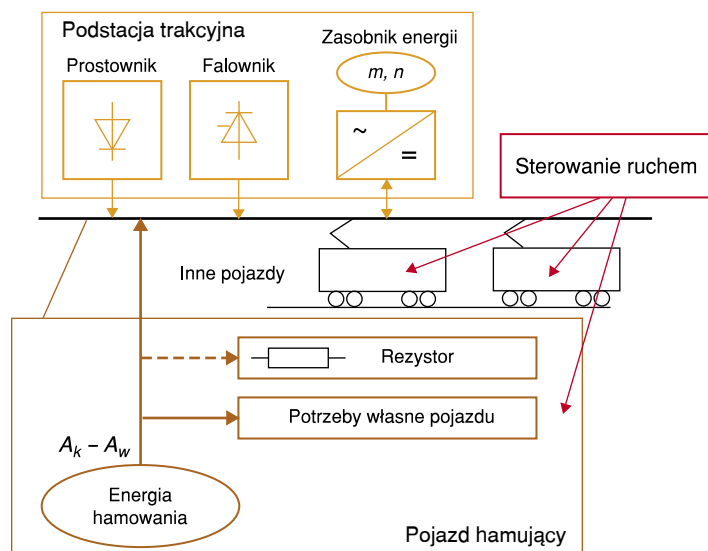 Podstacja trakcyjna
Zasobnik energii
Prostownik
Falownik
m, n
~
=
Sterowanie ruchem
Inne pojazdy
Rezystor
Potrzeby własne pojazdu
Aₖ – A_w
Energia
hamowania
Pojazd hamujący